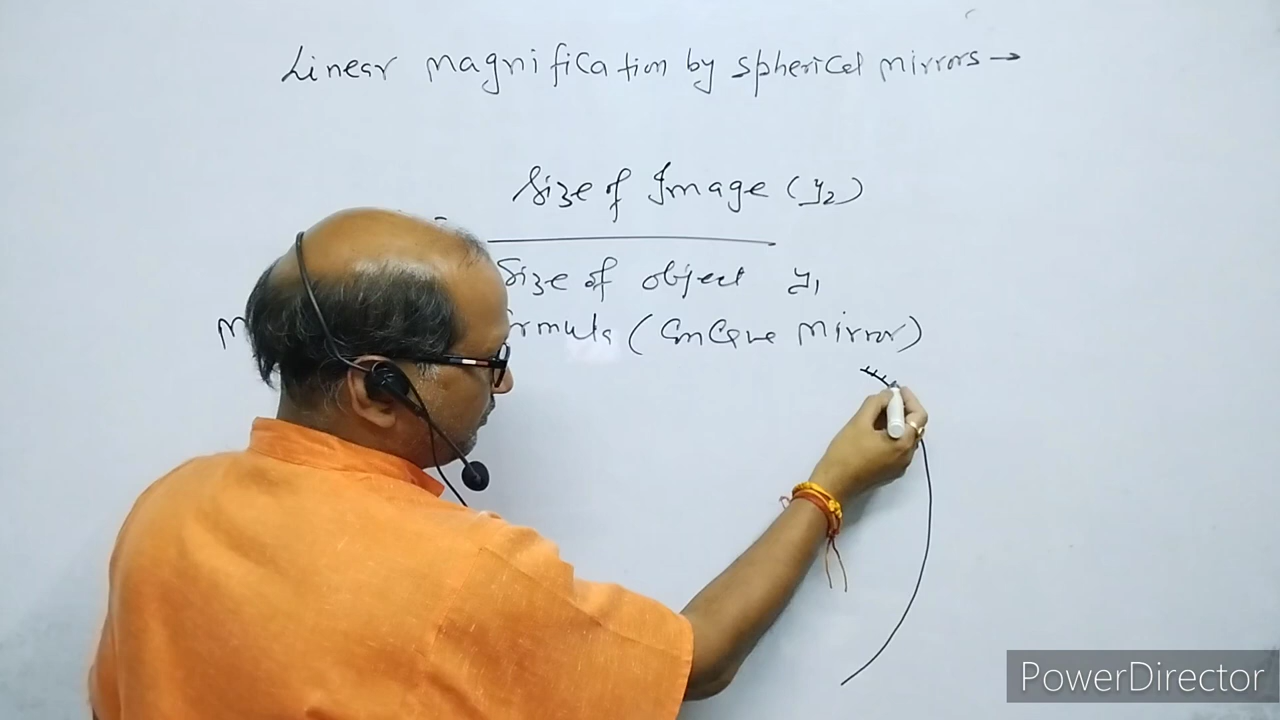 Linear magnification by spherical mirrors →
Size of Image (y₂)
Size of object y₁
(Concave Mirror)
PowerDirector